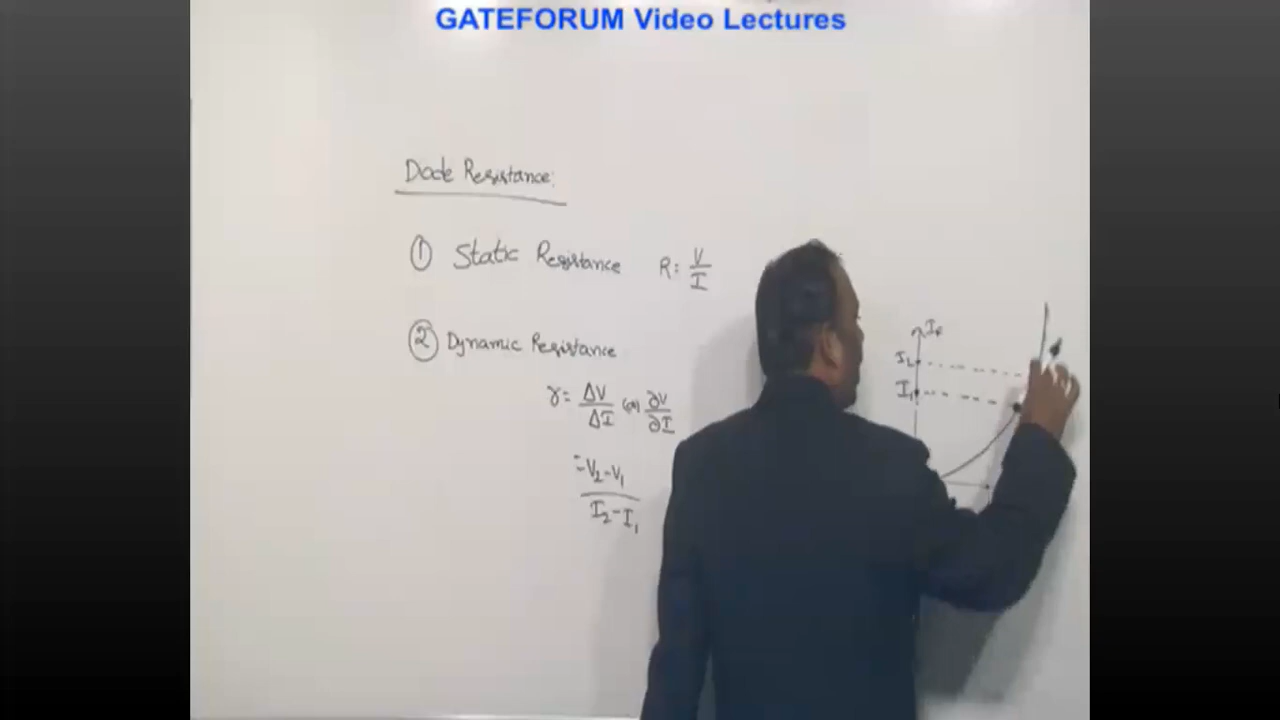 GATEFORUM Video Lectures
Diode Resistance:
① Static Resistance R = V/I
② Dynamic Resistance
r = ΔV/ΔI (or) ∂V/∂I
= V₂-V₁
I₂-I₁
I₂
I₁